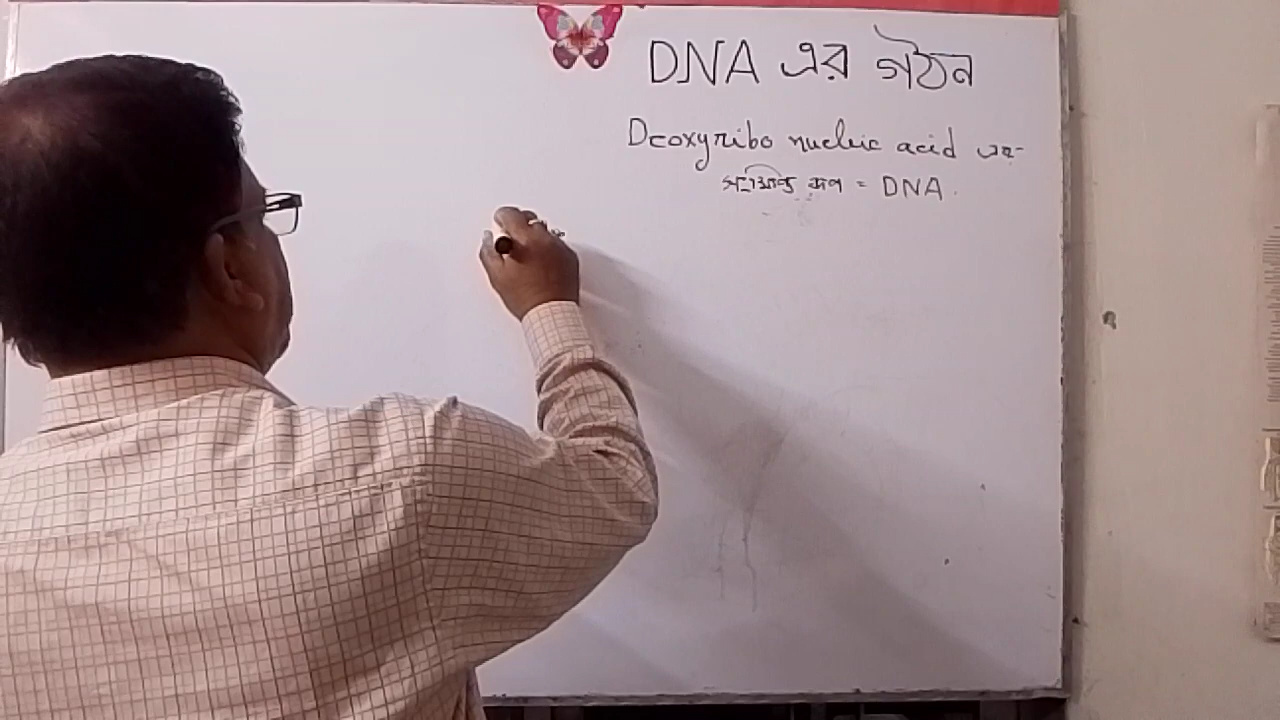 DNA এর গঠন
Deoxyribo nucleic acid এর
সংক্ষিপ্ত রূপ = DNA.